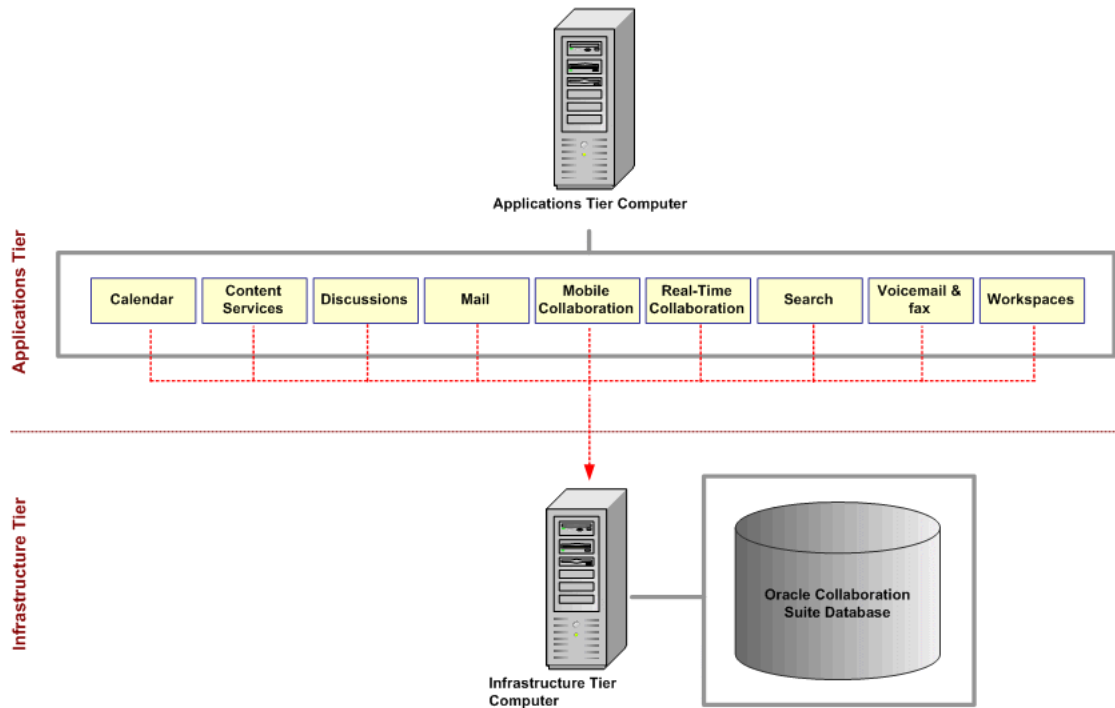 Applications Tier Computer
Applications Tier
Calendar
Content
Services
Discussions
Mail
Mobile
Collaboration
Real-Time
Collaboration
Search
Voicemail &
fax
Workspaces
Infrastructure Tier
Oracle Collaboration
Suite Database
Infrastructure Tier
Computer